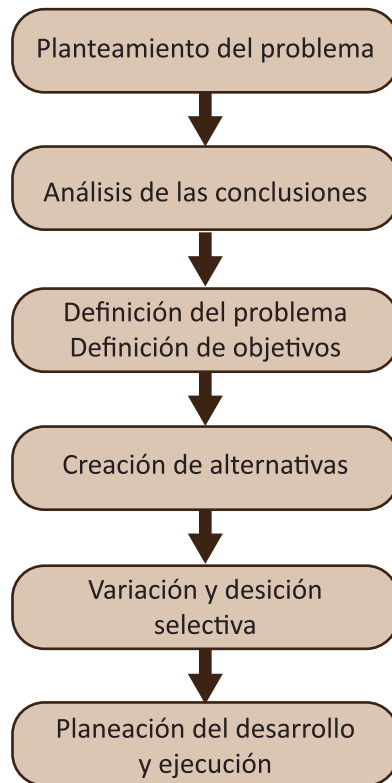 Planteamiento del problema
Análisis de las conclusiones
Definición del problema
Definición de objetivos
Creación de alternativas
Variación y desición
selectiva
Planeación del desarrollo
y ejecución